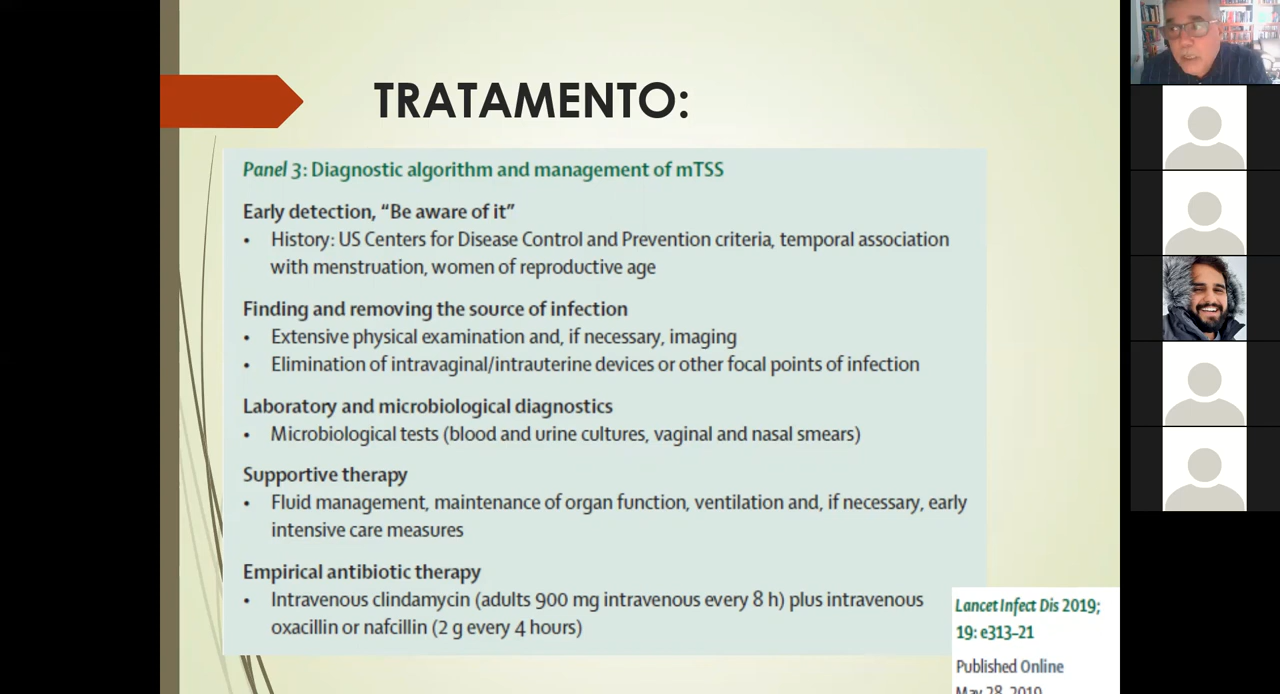 TRATAMENTO:
Panel 3: Diagnostic algorithm and management of mTSS
Early detection, “Be aware of it”
• History: US Centers for Disease Control and Prevention criteria, temporal association
with menstruation, women of reproductive age
Finding and removing the source of infection
• Extensive physical examination and, if necessary, imaging
• Elimination of intravaginal/intrauterine devices or other focal points of infection
Laboratory and microbiological diagnostics
• Microbiological tests (blood and urine cultures, vaginal and nasal smears)
Supportive therapy
• Fluid management, maintenance of organ function, ventilation and, if necessary, early
intensive care measures
Empirical antibiotic therapy
• Intravenous clindamycin (adults 900 mg intravenous every 8 h) plus intravenous
oxacillin or nafcillin (2 g every 4 hours)
Lancet Infect Dis 2019;
19: e313–21
Published Online
May 28, 2019